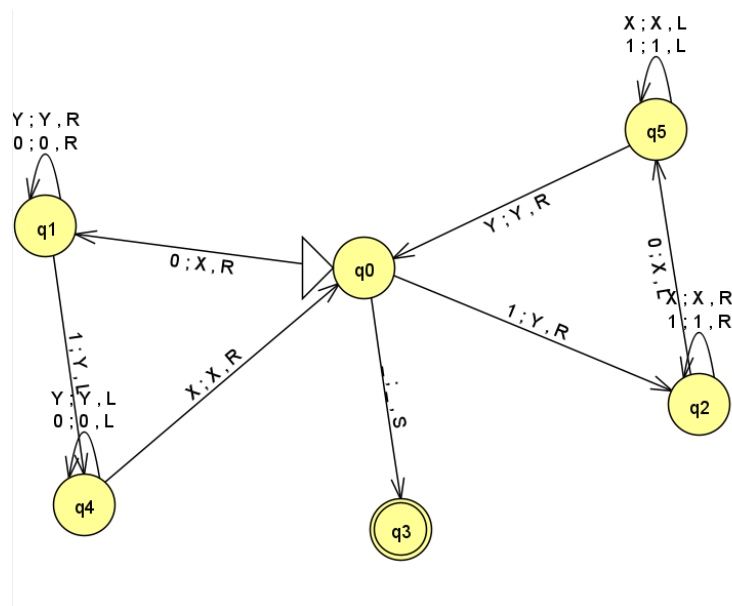 X ; X , L
1 ; 1 , L
q5
Y ; Y , R
0 ; 0 , R
q1
0 ; X , R
q0
Y ; Y , R
0 ; X , L
X ; X , R
1 ; 1 , R
q2
1 ; Y , R
1 ; Y , L
X ; X , R
_ ; _ , S
Y ; Y , L
0 ; 0 , L
q4
q3